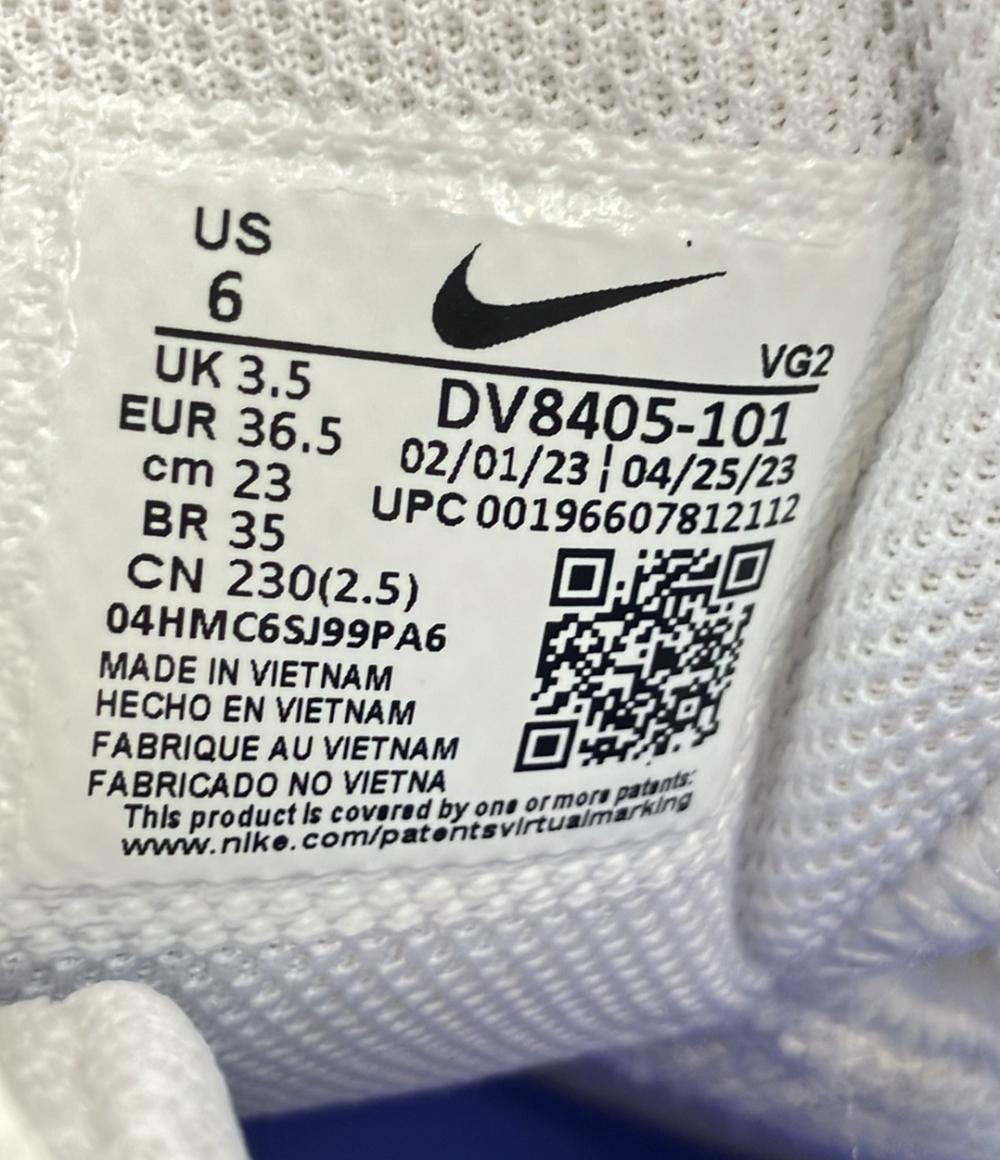 US
6
VG2
UK 3.5
EUR 36.5
cm 23
BR 35
CN 230(2.5)
DV8405-101
02/01/23 ¦ 04/25/23
UPC 00196607812112
04HMC6SJ99PA6
MADE IN VIETNAM
HECHO EN VIETNAM
FABRIQUE AU VIETNAM
FABRICADO NO VIETNA
This product is covered by one or more patents:
www.nike.com/patentsvirtualmarking